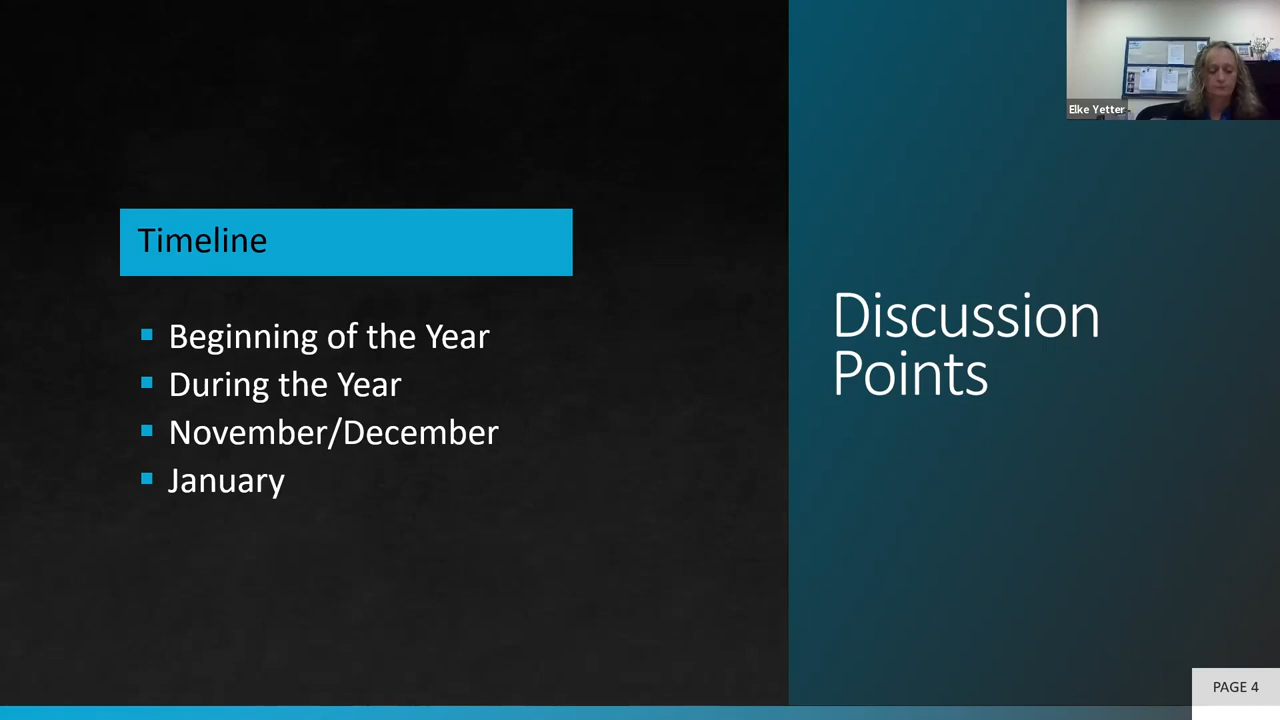 Elke Yetter
Timeline
Beginning of the Year
During the Year
November/December
January
Discussion
Points
PAGE 4